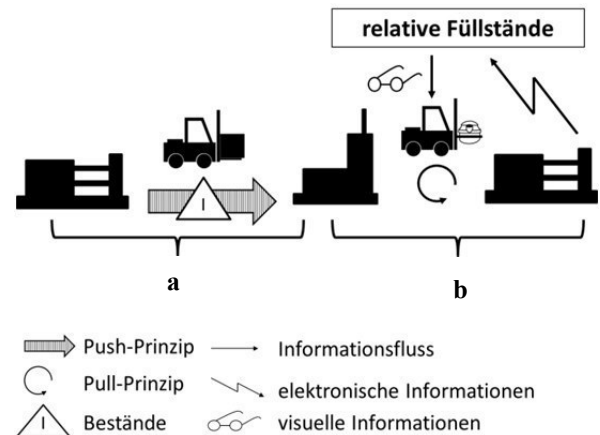 relative Füllstände
I
a
b
Push-Prinzip
Informationsfluss
Pull-Prinzip
elektronische Informationen
I
Bestände
visuelle Informationen